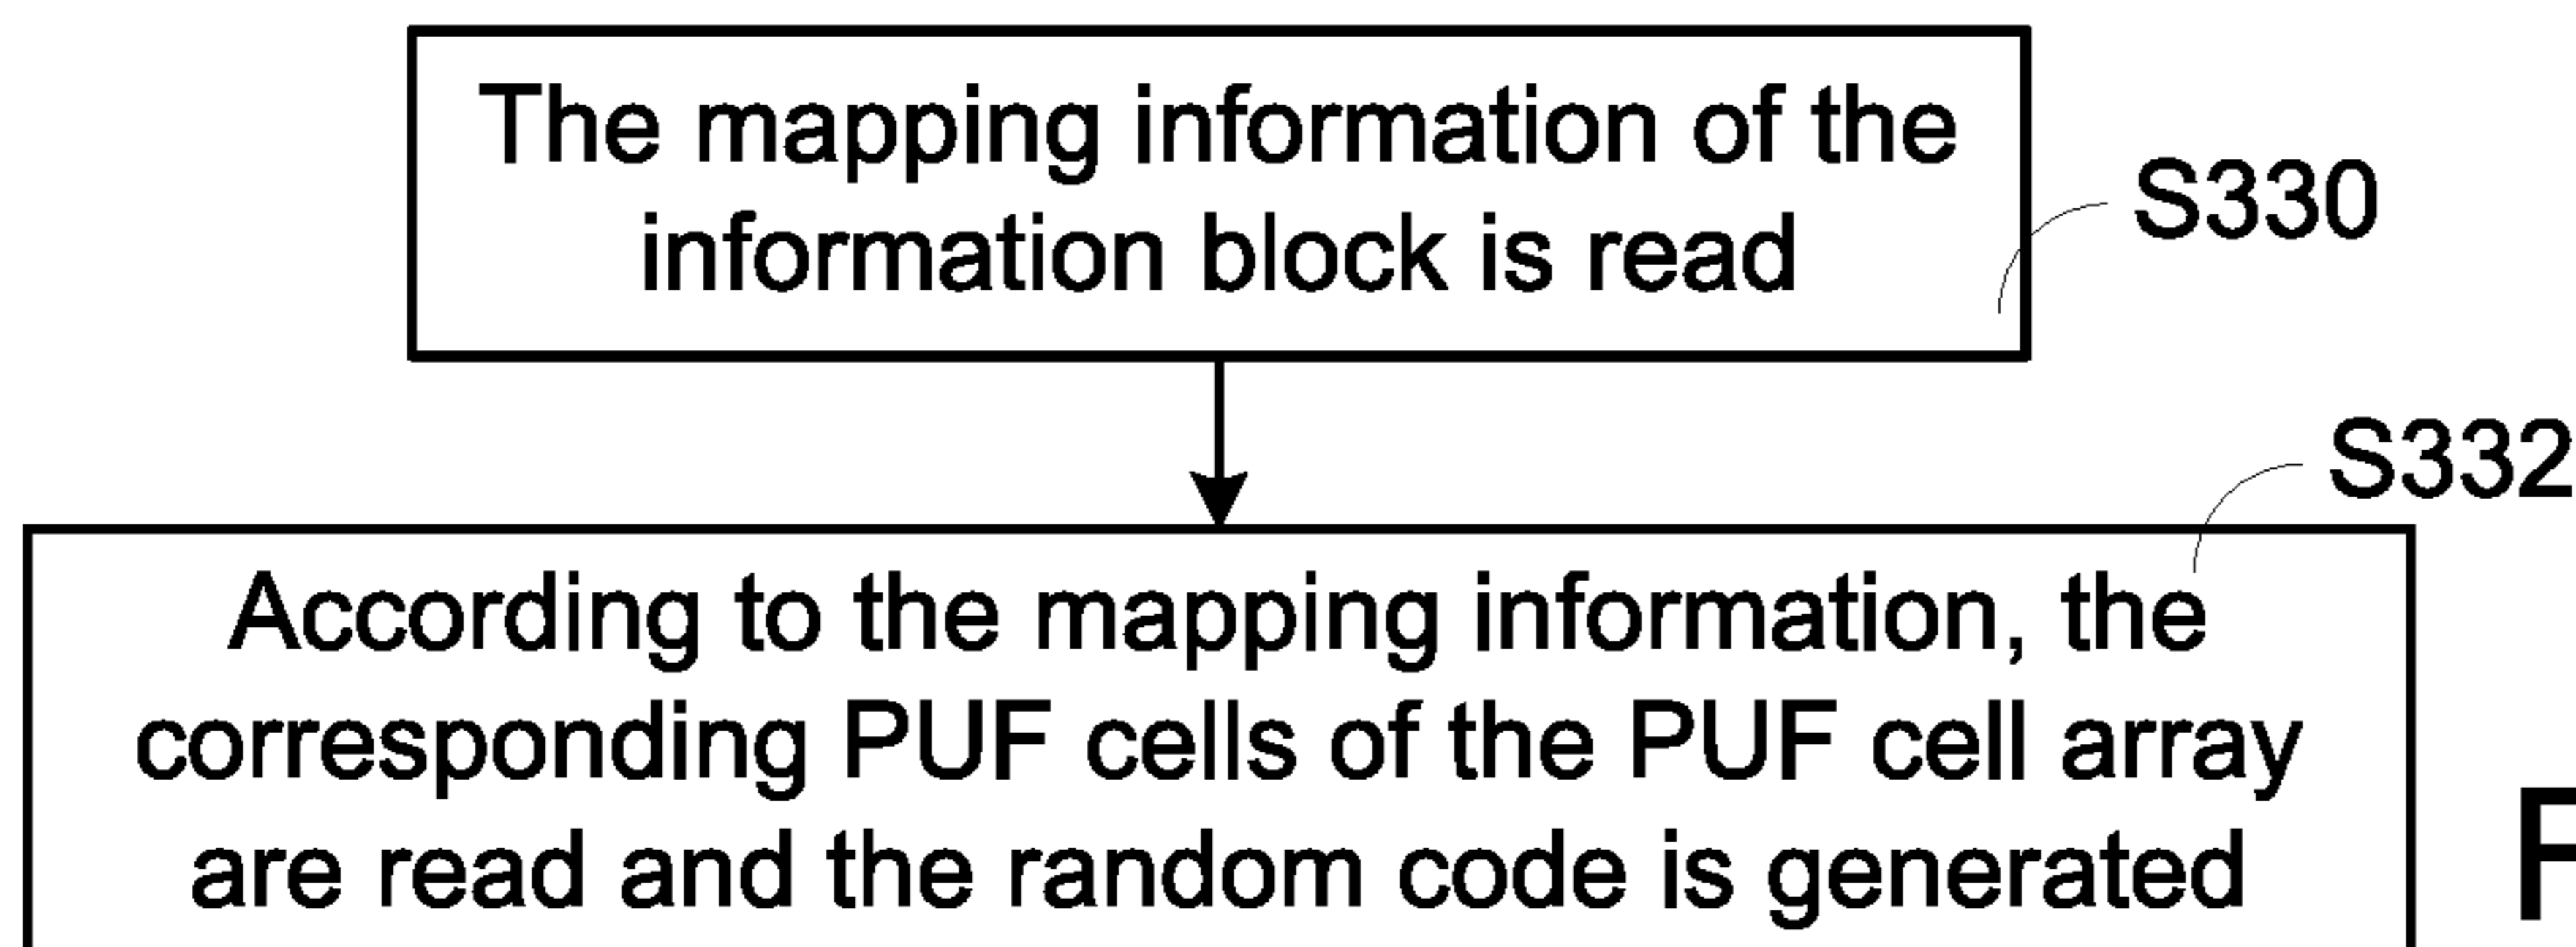 The mapping information of the
information block is read
S330
S332
According to the mapping information, the
corresponding PUF cells of the PUF cell array
are read and the random code is generated